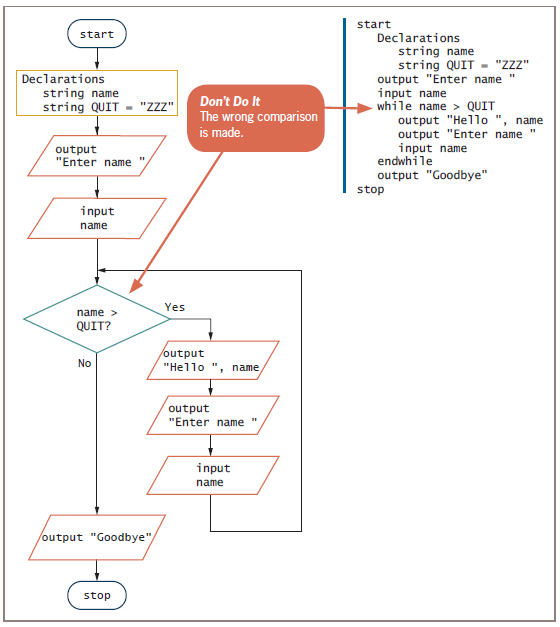 start
Declarations
string name
string QUIT = "ZZZ"
output
"Enter name "
input
name
name >
QUIT?
Yes
No
output
"Hello ", name
output
"Enter name "
input
name
output "Goodbye"
stop
Don't Do It
The wrong comparison
is made.
start
Declarations
string name
string QUIT = "ZZZ"
output "Enter name "
input name
while name > QUIT
output "Hello ", name
output "Enter name "
input name
endwhile
output "Goodbye"
stop